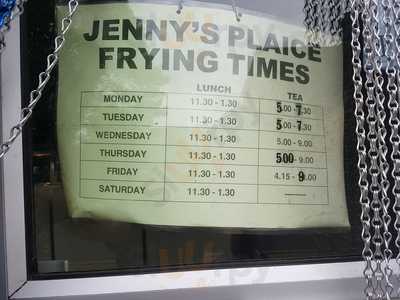 JENNY'S PLAICE
FRYING TIMES
LUNCH TEA
MONDAY 11.30 - 1.30 5.00 - 7.30
TUESDAY 11.30 - 1.30 5.00 - 7.30
WEDNESDAY 11.30 - 1.30 5.00 - 9.00
THURSDAY 11.30 - 1.30 5.00 - 9.00
FRIDAY 11.30 - 1.30 4.15 - 9.00
SATURDAY 11.30 - 1.30 ———